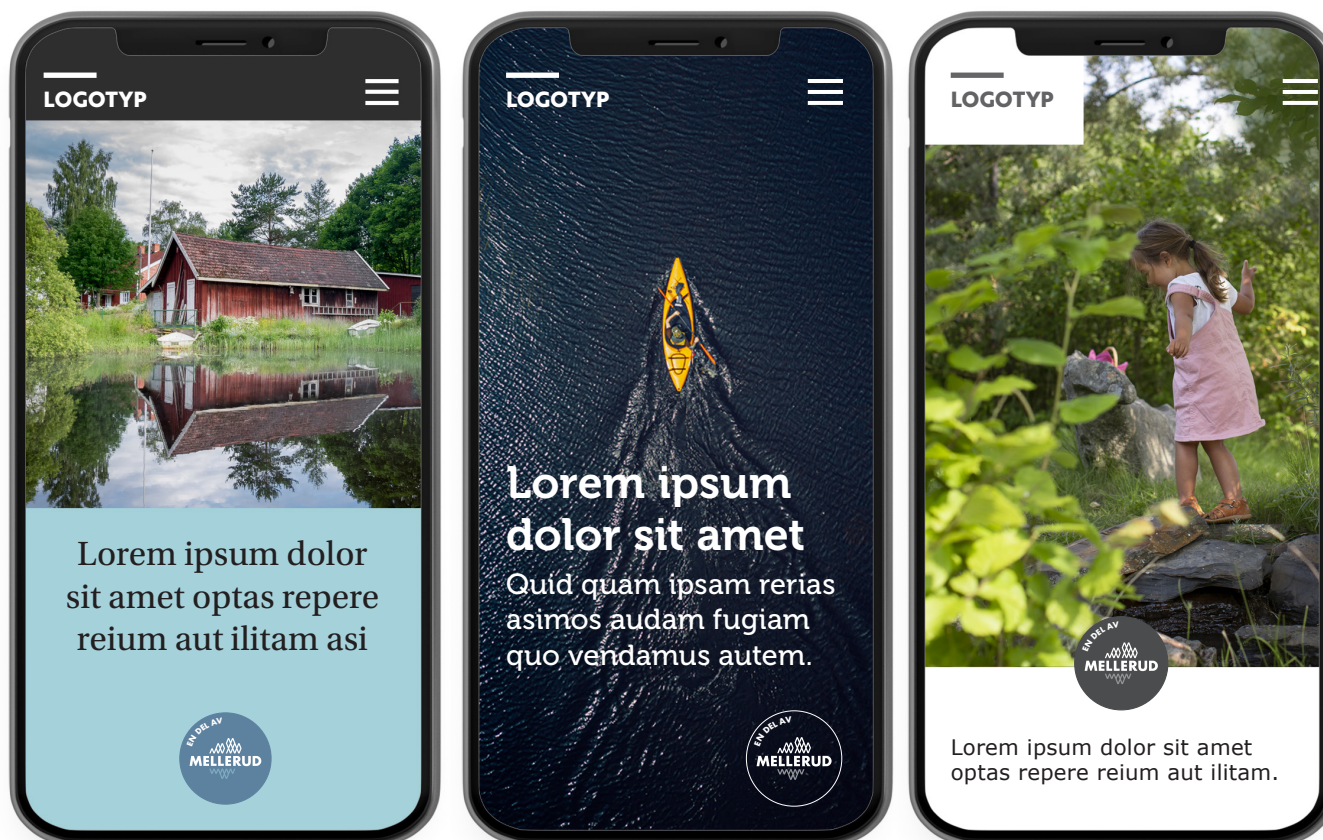 LOGOTYP
Lorem ipsum dolor
sit amet optas repere
reium aut ilitam asi
EN DEL AV
MELLERUD
LOGOTYP
Lorem ipsum
dolor sit amet
Quid quam ipsam rerias
asimos audam fugiam
quo vendamus autem.
EN DEL AV
MELLERUD
LOGOTYP
EN DEL AV
MELLERUD
Lorem ipsum dolor sit amet
optas repere reium aut ilitam.